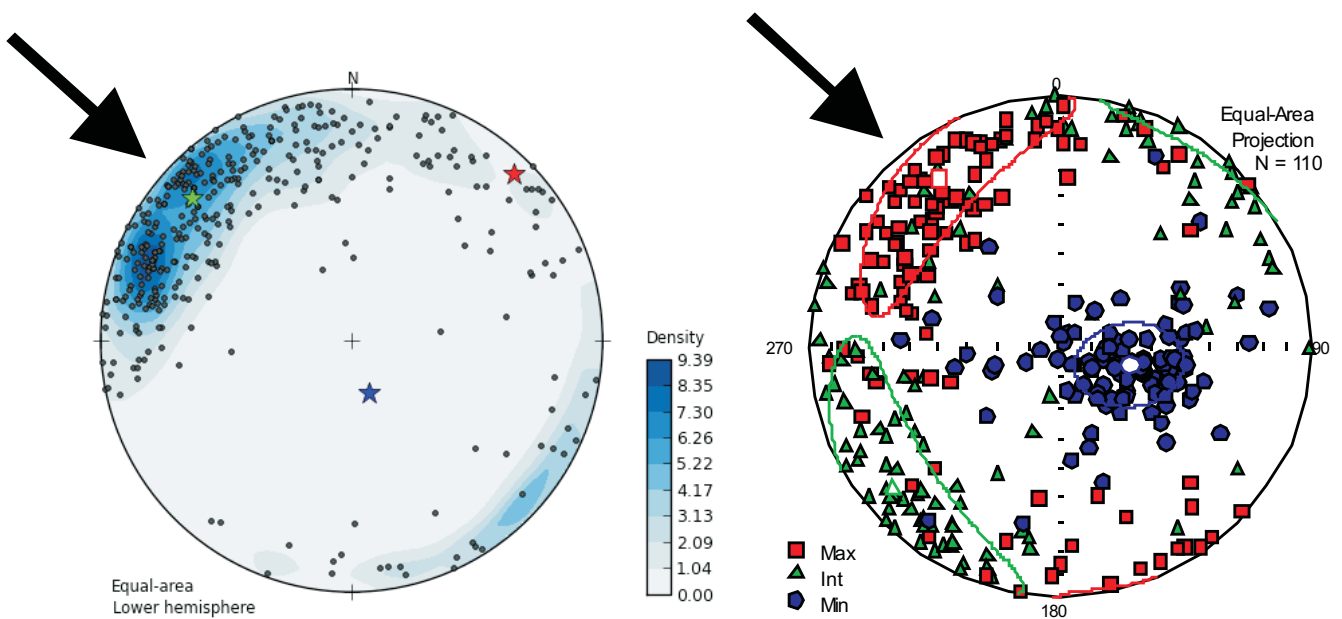 N
Density
9.39
8.35
7.30
6.26
5.22
4.17
3.13
2.09
1.04
0.00
Equal-area
Lower hemisphere
0
Equal-Area
Projection
N = 110
270
90
180
Max
Int
Min